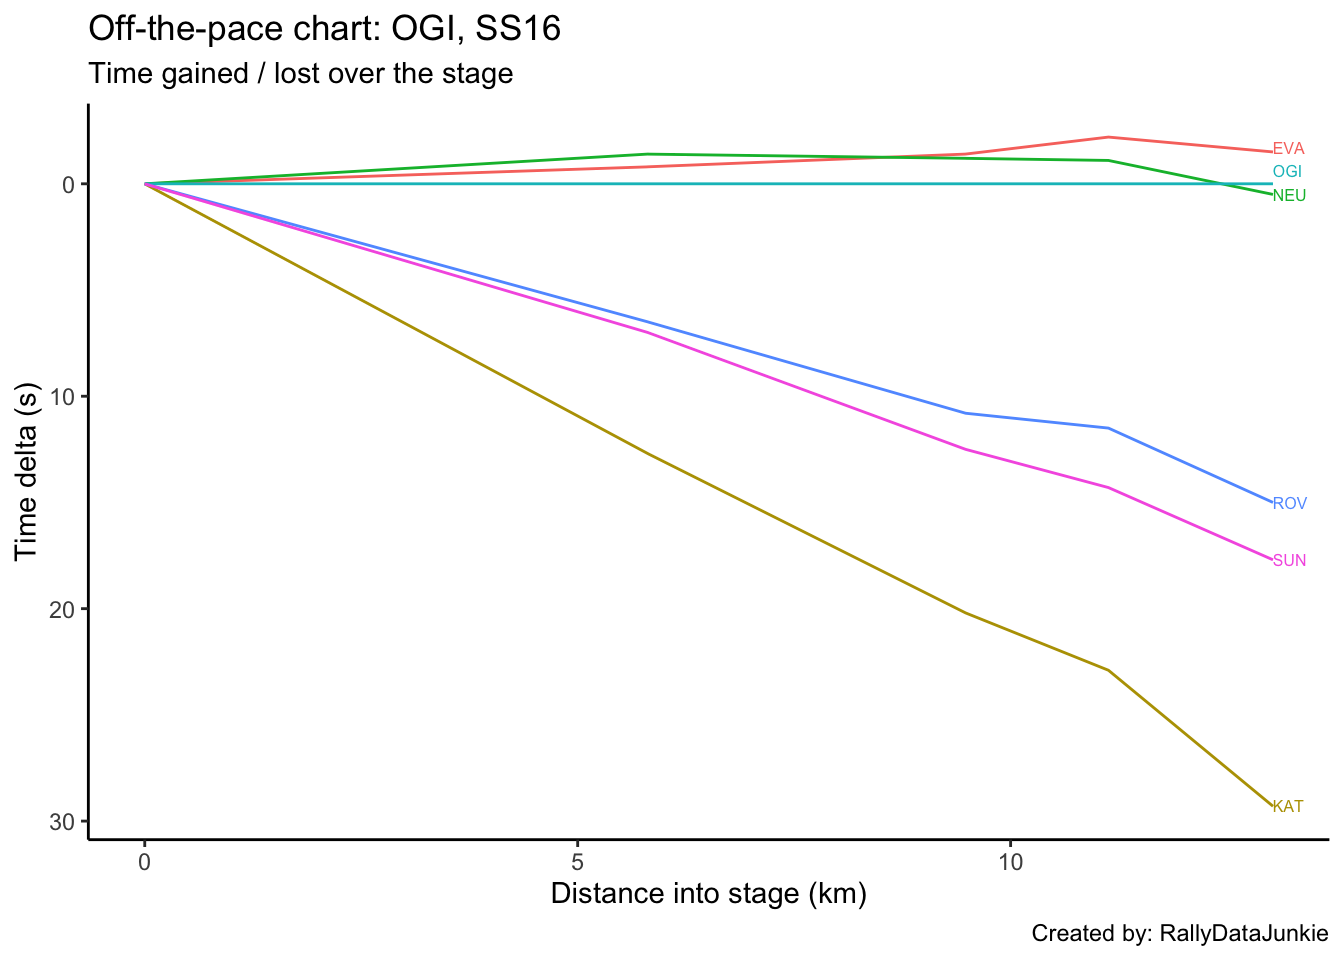 Off-the-pace chart: OGI, SS16
Time gained / lost over the stage
Time delta (s)
0
10
20
30
EVA
OGI
NEU
ROV
SUN
KAT
0 5 10
Distance into stage (km)
Created by: RallyDataJunkie